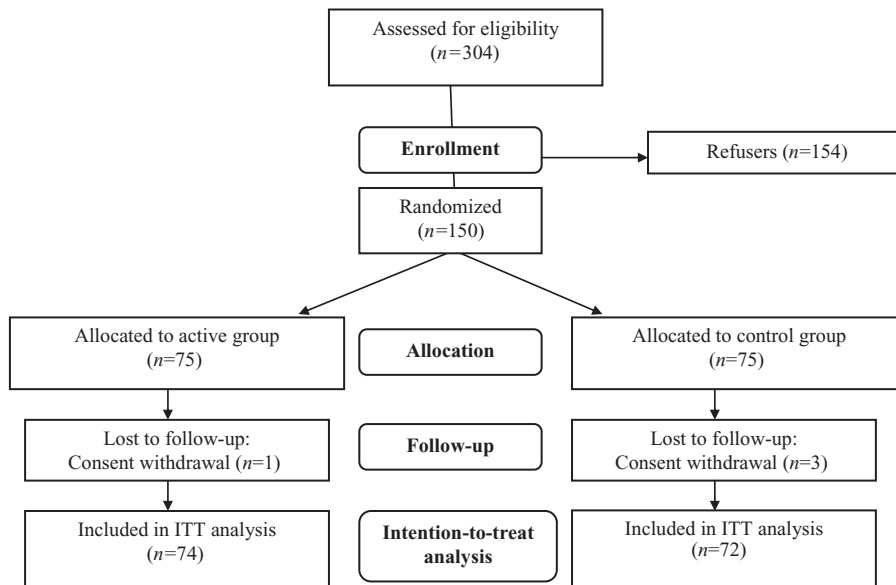 Assessed for eligibility
(n=304)
Enrollment
Refusers (n=154)
Randomized
(n=150)
Allocated to active group
(n=75)
Allocation
Allocated to control group
(n=75)
Lost to follow-up:
Consent withdrawal (n=1)
Follow-up
Lost to follow-up:
Consent withdrawal (n=3)
Included in ITT analysis
(n=74)
Intention-to-treat
analysis
Included in ITT analysis
(n=72)